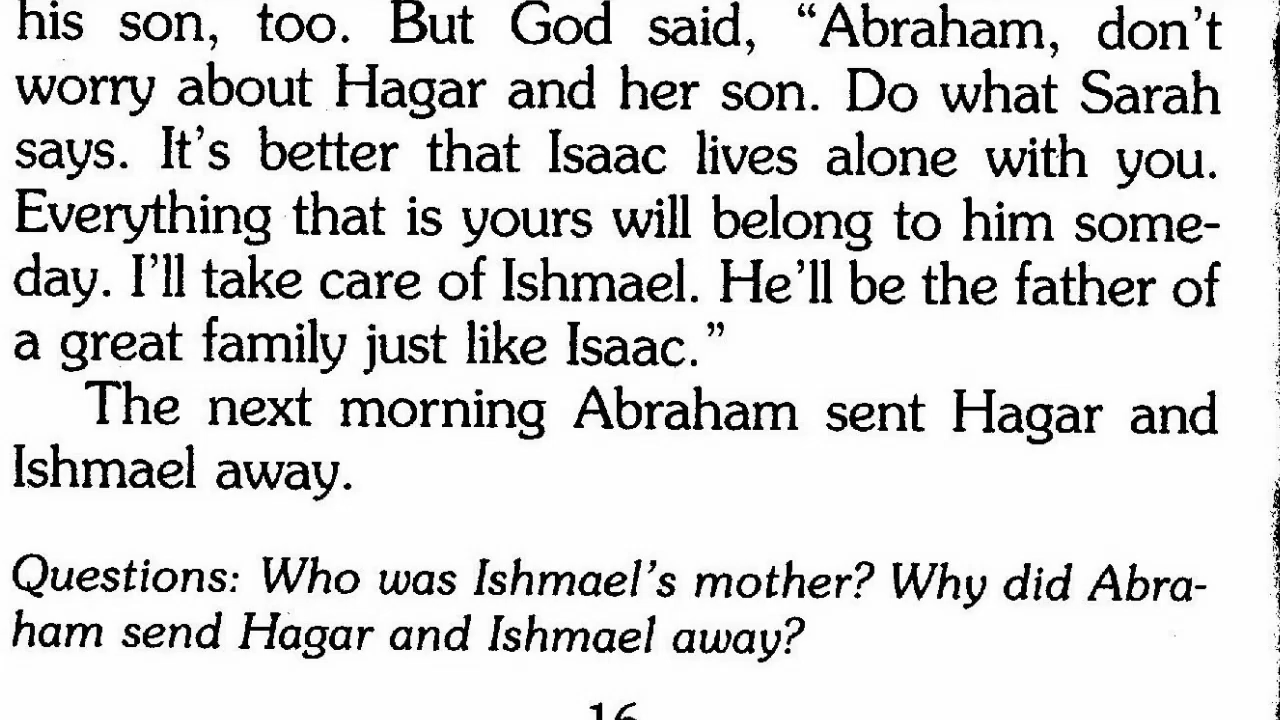 his son, too. But God said, “Abraham, don’t
worry about Hagar and her son. Do what Sarah
says. It’s better that Isaac lives alone with you.
Everything that is yours will belong to him some-
day. I’ll take care of Ishmael. He’ll be the father of
a great family just like Isaac.”
The next morning Abraham sent Hagar and
Ishmael away.
Questions: Who was Ishmael’s mother? Why did Abra-
ham send Hagar and Ishmael away?
16